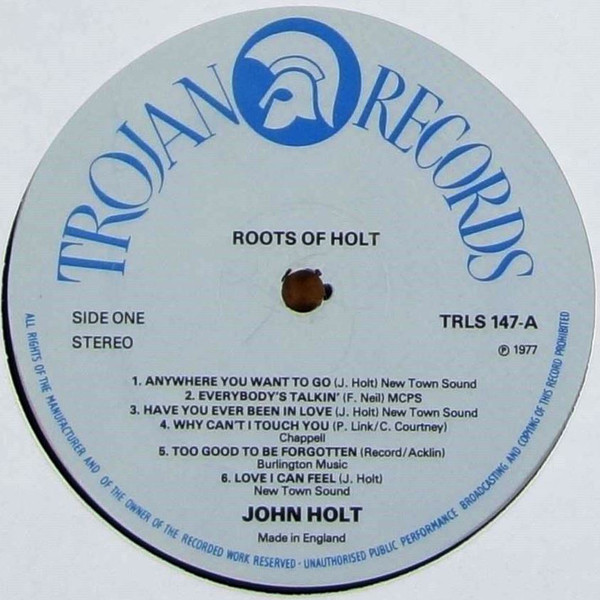 TROJAN RECORDS
ROOTS OF HOLT
SIDE ONE
STEREO
TRLS 147-A
℗ 1977
1. ANYWHERE YOU WANT TO GO (J. Holt) New Town Sound
2. EVERYBODY'S TALKIN' (F. Neil) MCPS
3. HAVE YOU EVER BEEN IN LOVE (J. Holt) New Town Sound
4. WHY CAN'T I TOUCH YOU (P. Link/C. Courtney)
Chappell
5. TOO GOOD TO BE FORGOTTEN (Record/Acklin)
Burlington Music
6. LOVE I CAN FEEL (J. Holt)
New Town Sound
JOHN HOLT
Made in England
ALL RIGHTS OF THE MANUFACTURER AND OF THE OWNER OF THE RECORDED WORK RESERVED · UNAUTHORISED PUBLIC PERFORMANCE BROADCASTING AND COPYING OF THIS RECORD PROHIBITED